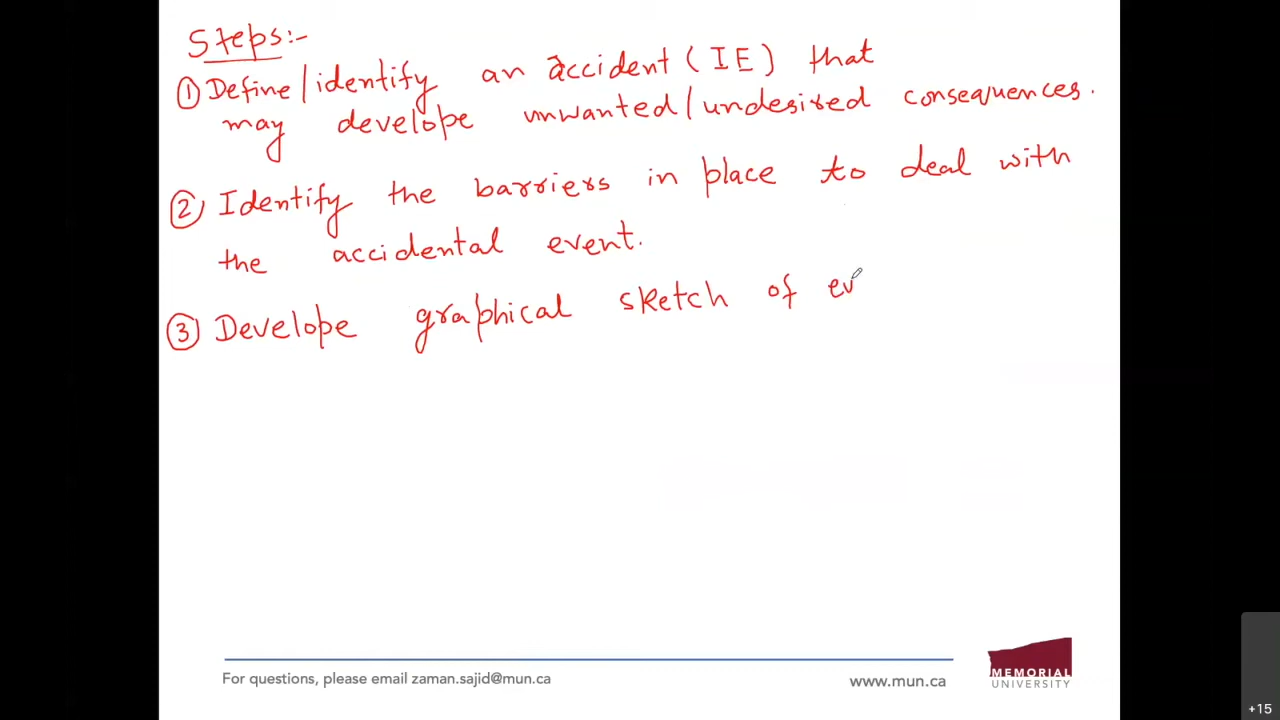 Steps:-
① Define/identify an accident (IE) that
may develope unwanted/undesired consequences.
② Identify the barriers in place to deal with
the accidental event.
③ Develope graphical sketch of ev
For questions, please email zaman.sajid@mun.ca
www.mun.ca
MEMORIAL
UNIVERSITY
+15